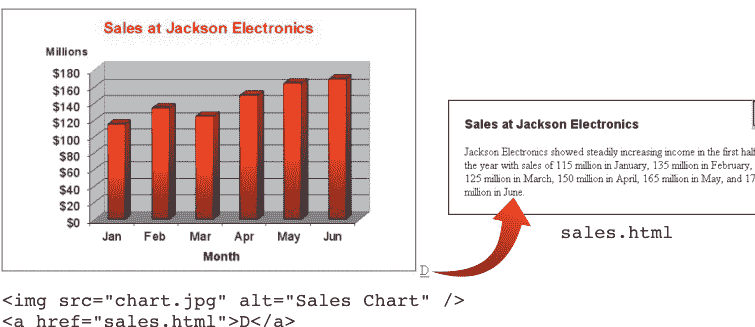 Sales at Jackson Electronics
Millions
$180
$160
$140
$120
$100
$80
$60
$40
$20
$0
Jan Feb Mar Apr May Jun
Month
Sales at Jackson Electronics
Jackson Electronics showed steadily increasing income in the first half
the year with sales of 115 million in January, 135 million in February,
125 million in March, 150 million in April, 165 million in May, and 17
million in June.
sales.html
D
<img src="chart.jpg" alt="Sales Chart" />
<a href="sales.html">D</a>